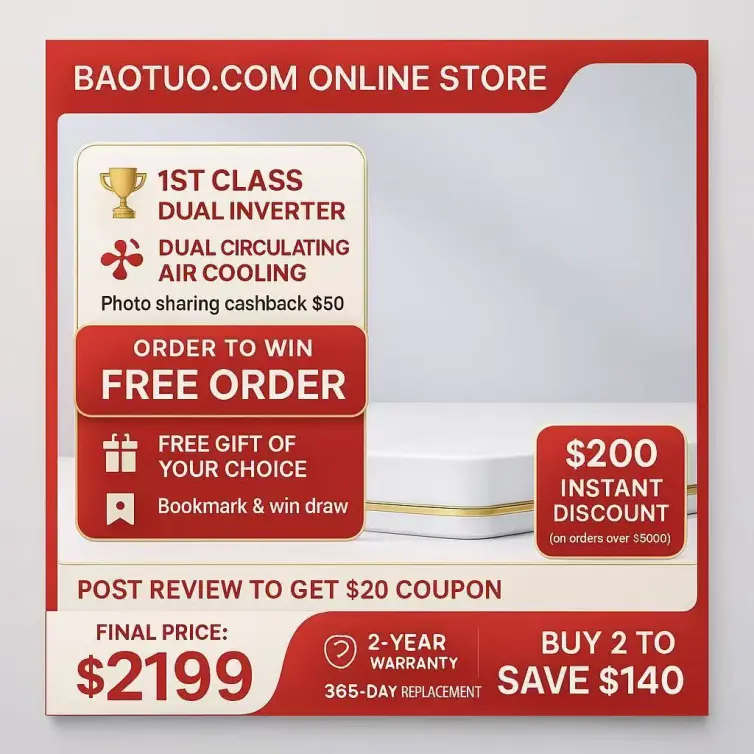 BAOTUO.COM ONLINE STORE
1ST CLASS
DUAL INVERTER
DUAL CIRCULATING
AIR COOLING
Photo sharing cashback $50
ORDER TO WIN
FREE ORDER
FREE GIFT OF
YOUR CHOICE
Bookmark & win draw
$200
INSTANT
DISCOUNT
(on orders over $5000)
POST REVIEW TO GET $20 COUPON
FINAL PRICE:
$2199
2-YEAR
WARRANTY
365-DAY REPLACEMENT
BUY 2 TO
SAVE $140